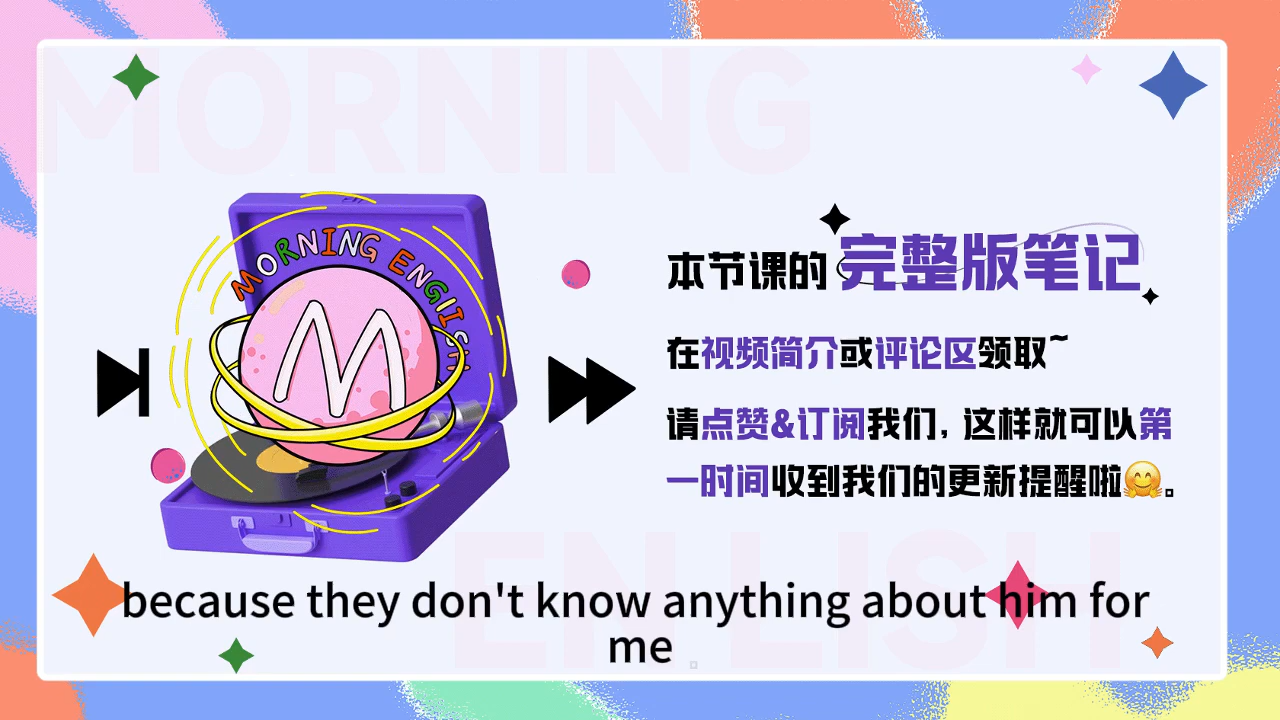 MORNING
MORNING ENGlISH
M
本节课的 完整版笔记
在视频简介或评论区领取~
请点赞&订阅我们, 这样就可以第
一时间收到我们的更新提醒啦🤗。
EN LISH
because they don't know anything about him for
me